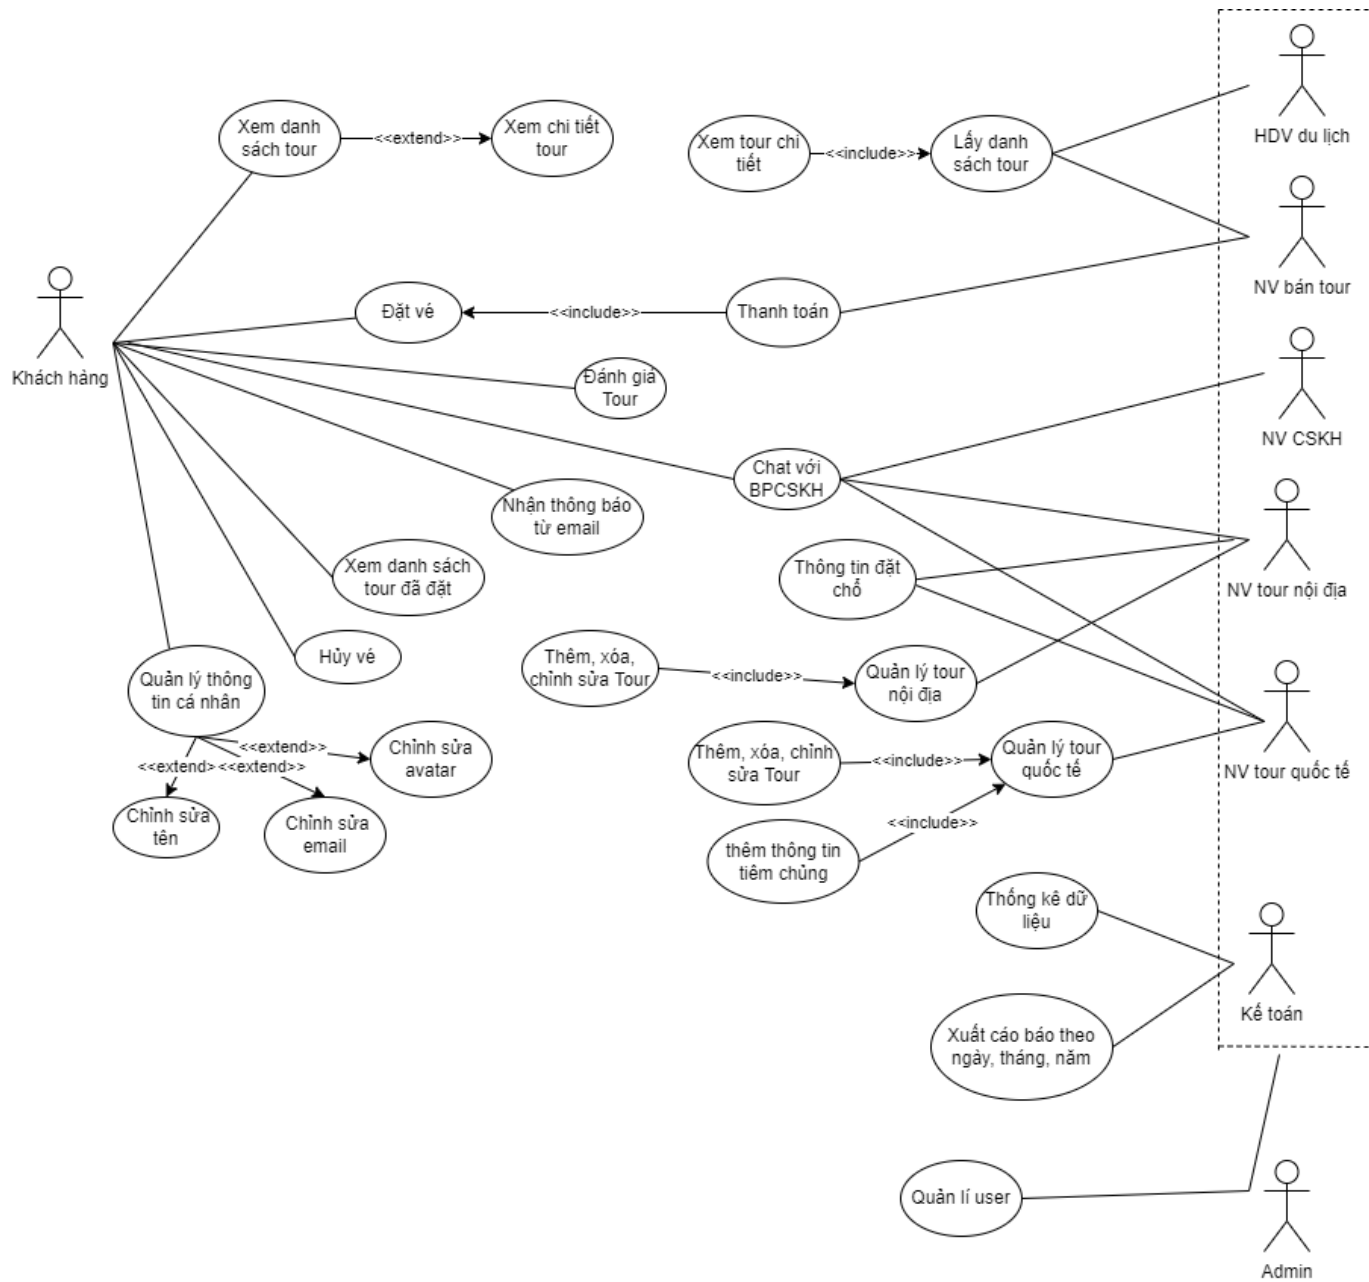 HDV du lịch
Xem danh
sách tour
<<extend>>
Xem chi tiết
tour
Xem tour chi
tiết
<<include>>
Lấy danh
sách tour
NV bán tour
Khách hàng
Đặt vé
<<include>>
Thanh toán
Đánh giá
Tour
NV CSKH
Chat với
BPCSKH
Nhận thông báo
từ email
Xem danh sách
tour đã đặt
Thông tin đặt
chổ
NV tour nội địa
Hủy vé
Quản lý thông
tin cá nhân
Thêm, xóa,
chỉnh sửa Tour
<<include>>
Quản lý tour
nội địa
<<extend>>
<<extend>
<<extend>>
Chỉnh sửa
avatar
Chỉnh sửa
tên
Chỉnh sửa
email
Thêm, xóa, chỉnh
sửa Tour
<<include>>
Quản lý tour
quốc tế
NV tour quốc tế
<<include>>
thêm thông tin
tiêm chủng
Thống kê dữ
liệu
Kế toán
Xuất cáo báo theo
ngày, tháng, năm
Quản lí user
Admin